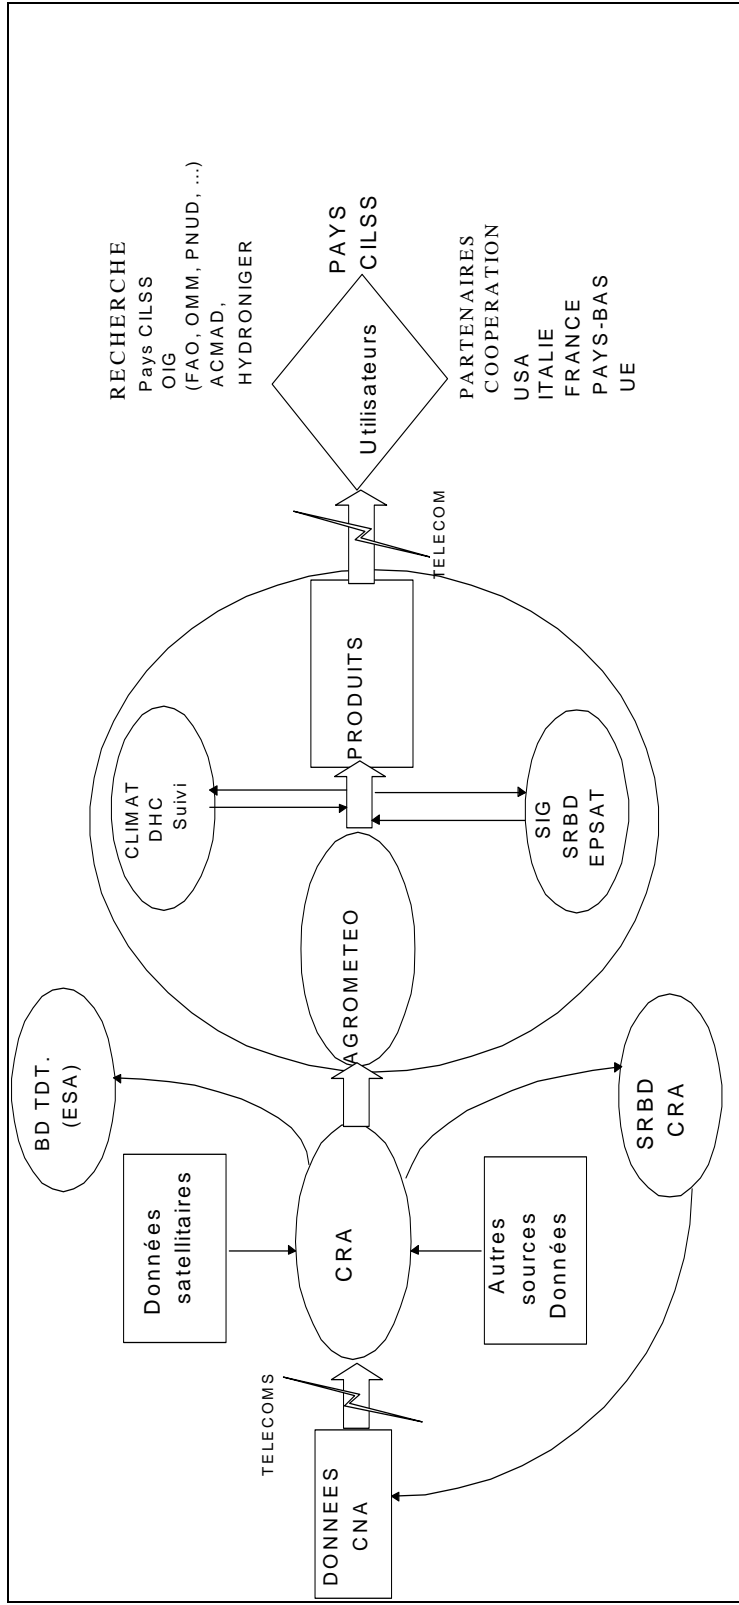 DONNEES
CNA
TELECOMS
Données
satellitaires
CRA
Autres
sources
Données
BD TDT.
(ESA)
SRBD
CRA
AGROMETEO
CLIMAT
DHC
Suivi
SIG
SRBD
EPSAT
PRODUITS
TELECOM
Utilisateurs
RECHERCHE
Pays CILSS
OIG
(FAO, OMM, PNUD, ...)
ACMAD,
HYDRONIGER
PAYS
CILSS
PARTENAIRES
COOPERATION
USA
ITALIE
FRANCE
PAYS-BAS
UE